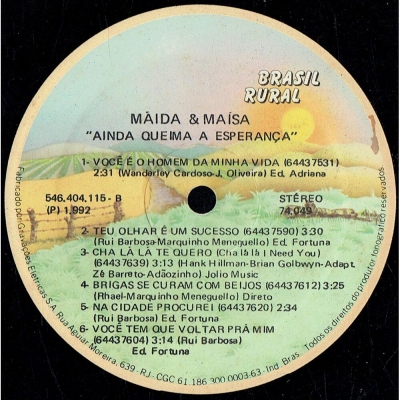 BRASIL
RURAL
MÀIDA & MAÍSA
"AINDA QUEIMA A ESPERANÇA"
1- VOCÊ É O HOMEM DA MINHA VIDA (64437531)
2:31 (Wanderley Cardoso-J. Oliveira) Ed. Adriana
546.404.115 - B
(P) 1.992
STÉREO
74.049
2- TEU OLHAR É UM SUCESSO (64437590) 3:30
(Rui Barbosa-Marquinho Meneguello) Ed. Fortuna
3- CHA LÀ LÀ TE QUERO (Cha lá lá I Need You)
(64437639) 3:13 (Hank Hillman-Brian Golbwyn-Adapt.
Zé Barreto-Adãozinho) Jolio Music
4- BRIGAS SE CURAM COM BEIJOS (64437612) 3:25
(Rhael-Marquinho Meneguello) Direto
5- NA CIDADE PROCUREI (64437620) 2:34
(Rui Barbosa) Ed. Fortuna
6- VOCÊ TEM QUE VOLTAR PRÁ MIM
(64437604) 3:14 (Rui Barbosa)
Ed. Fortuna
Fabricado por Gravações Elétricas S.A. Rua Aguiar Moreira, 639 - RJ - CGC 61 186 300 0003-63 - Ind. Bras. Todos os direitos do produtor fonográfico reservados